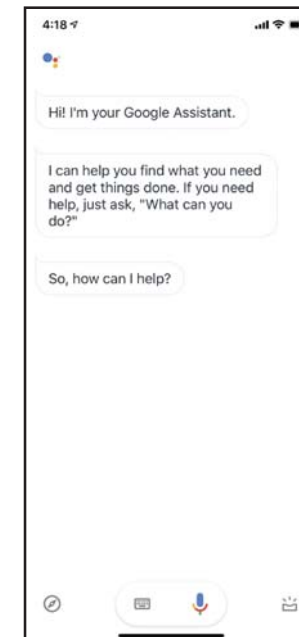 4:18
Hi! I'm your Google Assistant.
I can help you find what you need
and get things done. If you need
help, just ask, "What can you
do?"
So, how can I help?